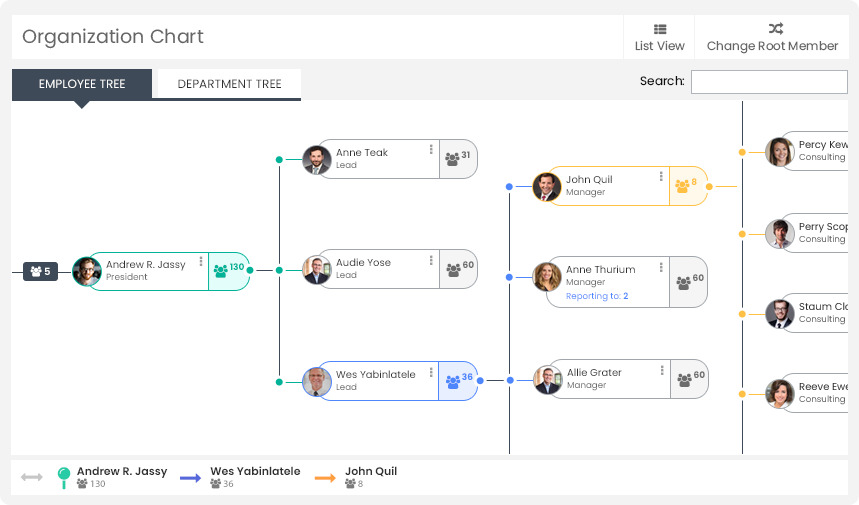 Organization Chart
List View
Change Root Member
EMPLOYEE TREE
DEPARTMENT TREE
Search:
5
Andrew R. Jassy
President
130
Anne Teak
Lead
31
Audie Yose
Lead
60
Wes Yabinlatele
Lead
36
John Quil
Manager
8
Anne Thurium
Manager
Reporting to: 2
60
Allie Grater
Manager
60
Percy Kew
Consulting
Perry Scop
Consulting
Staum Clo
Consulting
Reeve Ewe
Consulting
Andrew R. Jassy
130
Wes Yabinlatele
36
John Quil
8